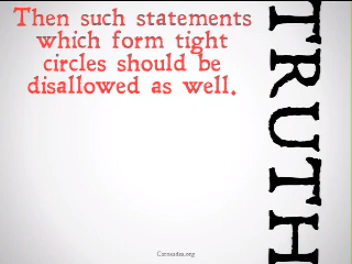 Then such statements
which form tight
circles should be
disallowed as well.
TRUTH
Carneades.org